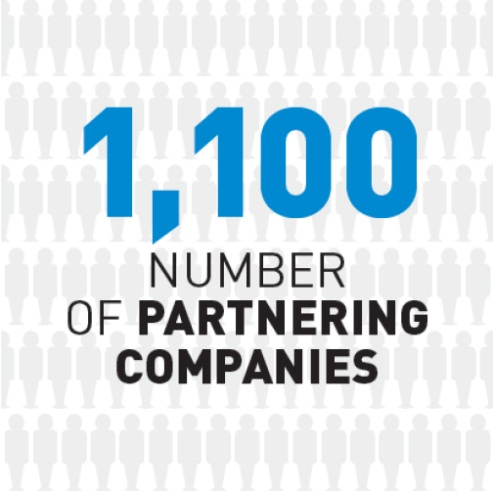 1,100
NUMBER
OF PARTNERING
COMPANIES